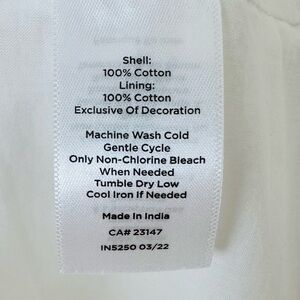 Shell:
100% Cotton
Lining:
100% Cotton
Exclusive Of Decoration
Machine Wash Cold
Gentle Cycle
Only Non-Chlorine Bleach
When Needed
Tumble Dry Low
Cool Iron If Needed
Made In India
CA# 23147
IN5250 03/22